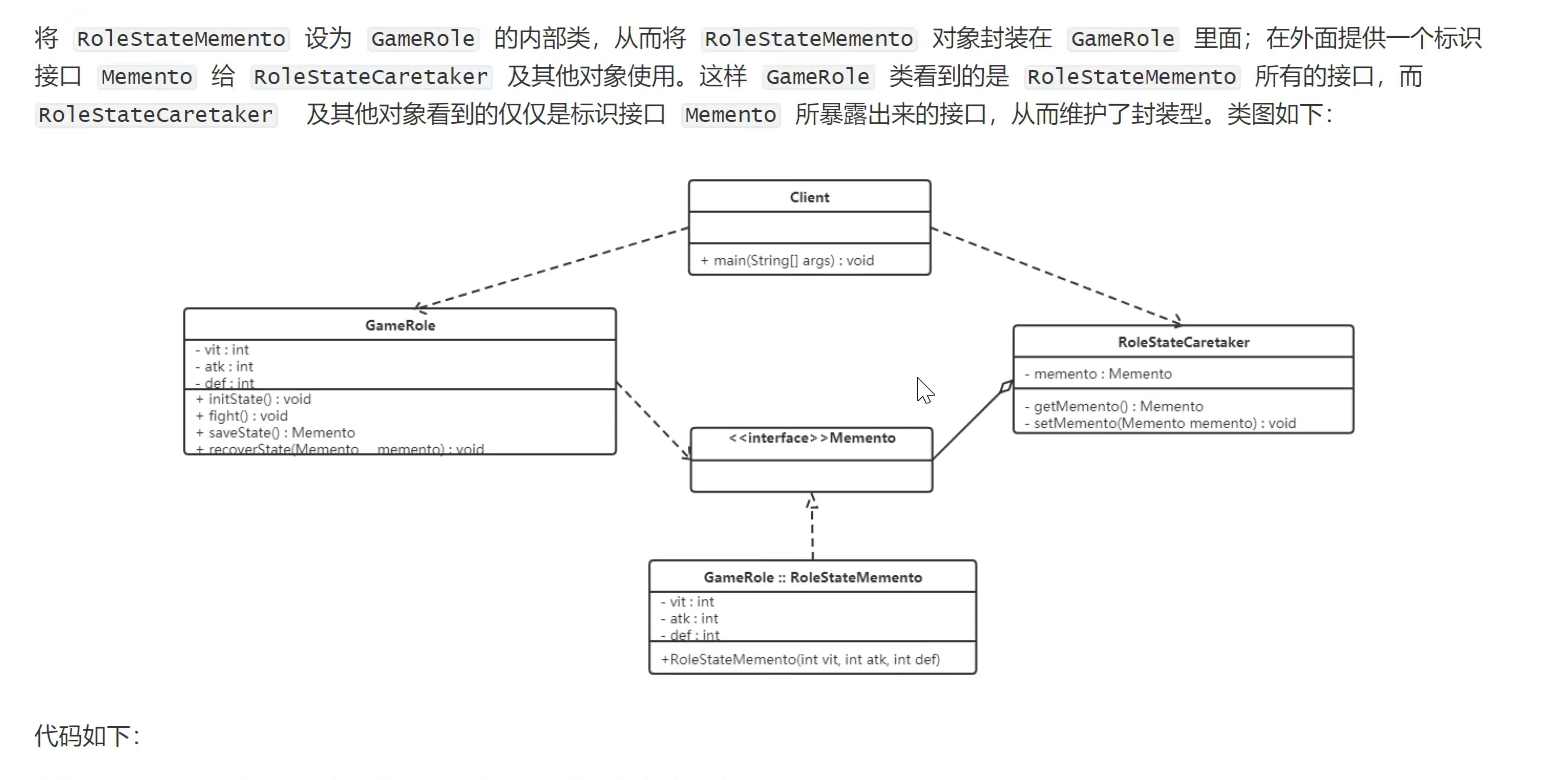 将 RoleStateMemento 设为 GameRole 的内部类，从而将 RoleStateMemento 对象封装在 GameRole 里面；在外面提供一个标识
接口 Memento 给 RoleStateCaretaker 及其他对象使用。这样 GameRole 类看到的是 RoleStateMemento 所有的接口，而
RoleStateCaretaker 及其他对象看到的仅仅是标识接口 Memento 所暴露出来的接口，从而维护了封装型。类图如下：
Client
+ main(String[] args) : void
GameRole
- vit : int
- atk : int
- def : int
+ initState() : void
+ fight() : void
+ saveState() : Memento
+ recoverState(Memento memento) : void
RoleStateCaretaker
- memento : Memento
- getMemento() : Memento
- setMemento(Memento memento) : void
<<interface>>Memento
GameRole :: RoleStateMemento
- vit : int
- atk : int
- def : int
+RoleStateMemento(int vit, int atk, int def)
代码如下：